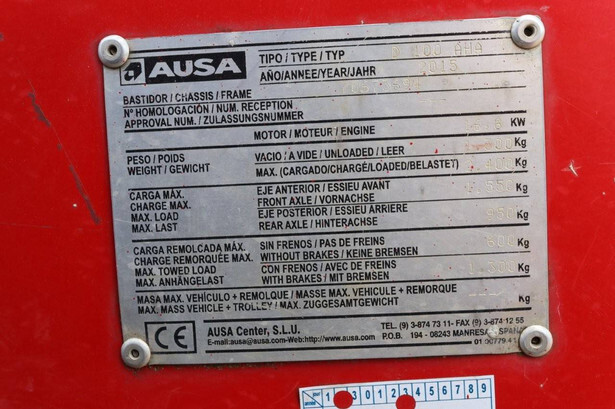 AUSA
TIPO / TYPE / TYP D 100 AHA
AÑO/ANNEE/YEAR/JAHR 2015
BASTIDOR / CHASSIS / FRAME
Nº HOMOLOGACIÓN / NUM. RECEPTION
APPROVAL NUM. / ZULASSUNGSNUMMER
MOTOR / MOTEUR / ENGINE KW
PESO / POIDS
WEIGHT / GEWICHT
VACIO / A VIDE / UNLOADED / LEER Kg
MAX. (CARGADO/CHARGÉ/LOADED/BELASTET) Kg
CARGA MÁX.
CHARGE MAX.
MAX. LOAD
MAX. LAST
EJE ANTERIOR / ESSIEU AVANT
FRONT AXLE / VORNACHSE Kg
EJE POSTERIOR / ESSIEU ARRIERE
REAR AXLE / HINTERACHSE Kg
CARGA REMOLCADA MÁX.
CHARGE REMORQUÉE MAX.
MAX. TOWED LOAD
MAX. ANHÄNGELAST
SIN FRENOS / PAS DE FREINS
WITHOUT BRAKES / KEINE BREMSEN 600 Kg
CON FRENOS / AVEC DE FREINS
WITH BRAKES / MIT BREMSEN Kg
MASA MAX. VEHÍCULO + REMOLQUE / MASSE MAX. VEHICULE + REMORQUE
MAX. MASS VEHICLE + TROLLEY / MAX. ZUGGESAMTGEWICHT Kg
CE
AUSA Center, S.L.U.
E-mail:ausa@ausa.com-Web:http://www.ausa.com
TEL. (9) 3-874 73 11- FAX (9) 3-874 12 55
P.O.B. 194 - 08243 MANRESA - SPAIN
1 3 0 1 3 4 5 6 7 8 9